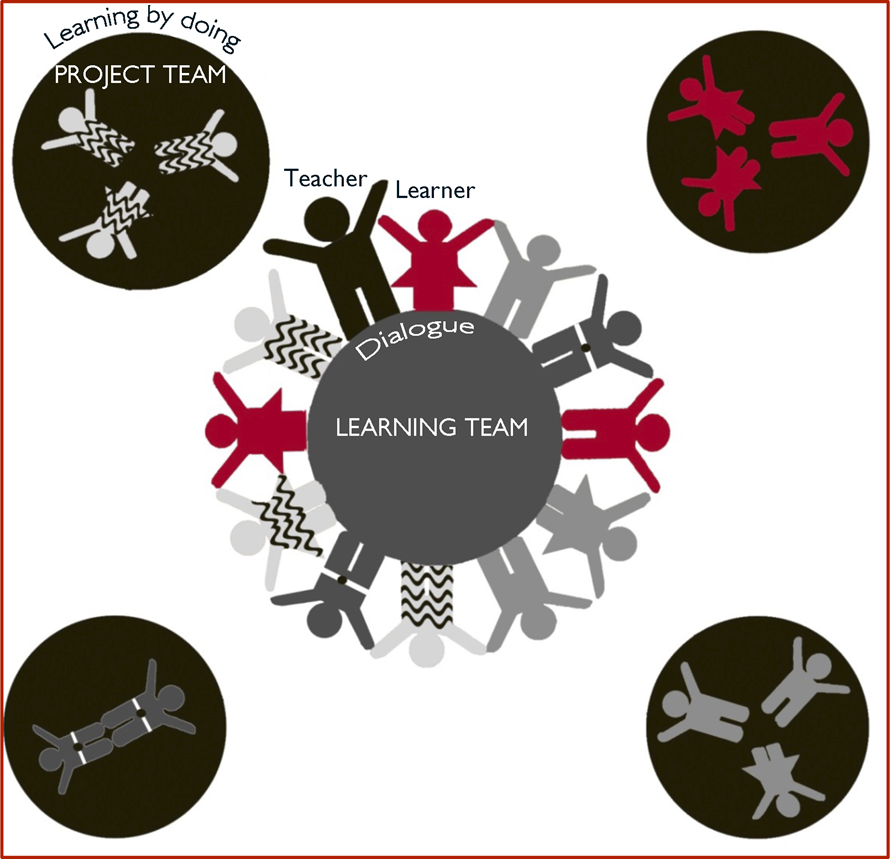 Learning by doing
PROJECT TEAM
Teacher
Learner
Dialogue
LEARNING TEAM